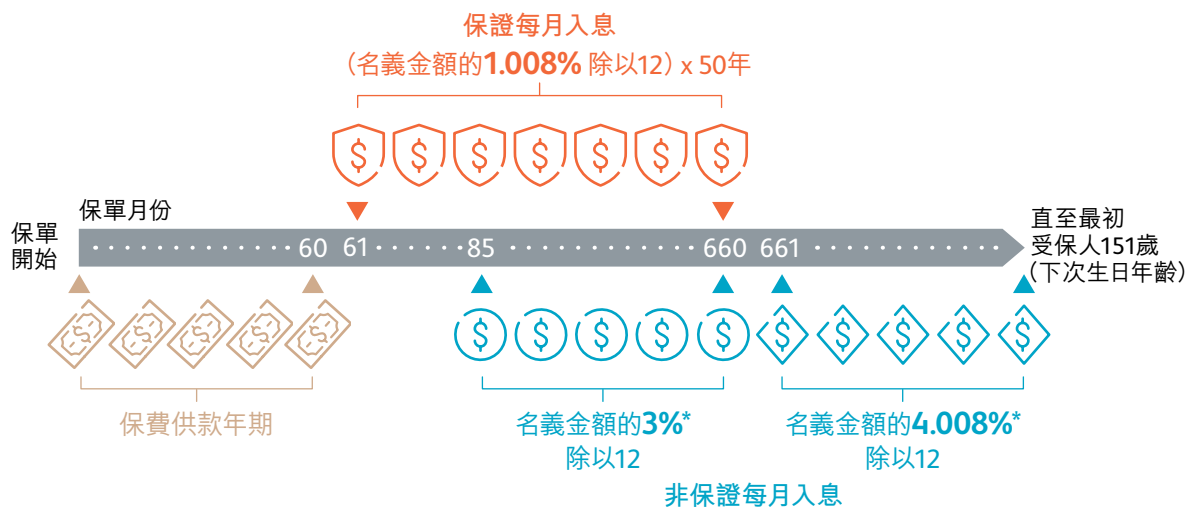 保證每月入息
（名義金額的1.008% 除以12）x 50年
$ $ $ $ $ $ $
保單月份
保單
開始
60 61 85 660 661
直至最初
受保人151歲
（下次生日年齡）
$ $ $ $ $ $ $ $ $ $ $ $ $ $ $
保費供款年期
名義金額的3%*
除以12
名義金額的4.008%*
除以12
非保證每月入息